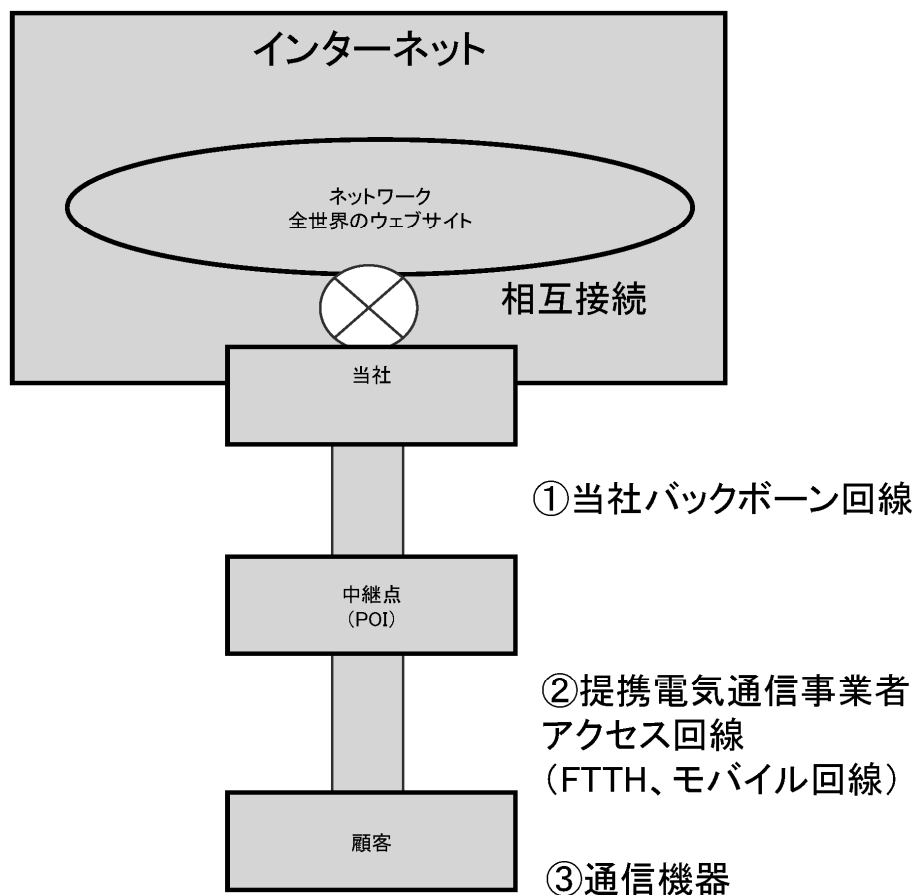 インターネット
ネットワーク
全世界のウェブサイト
相互接続
当社
①当社バックボーン回線
中継点
(POI)
②提携電気通信事業者
アクセス回線
(FTTH、モバイル回線)
顧客
③通信機器